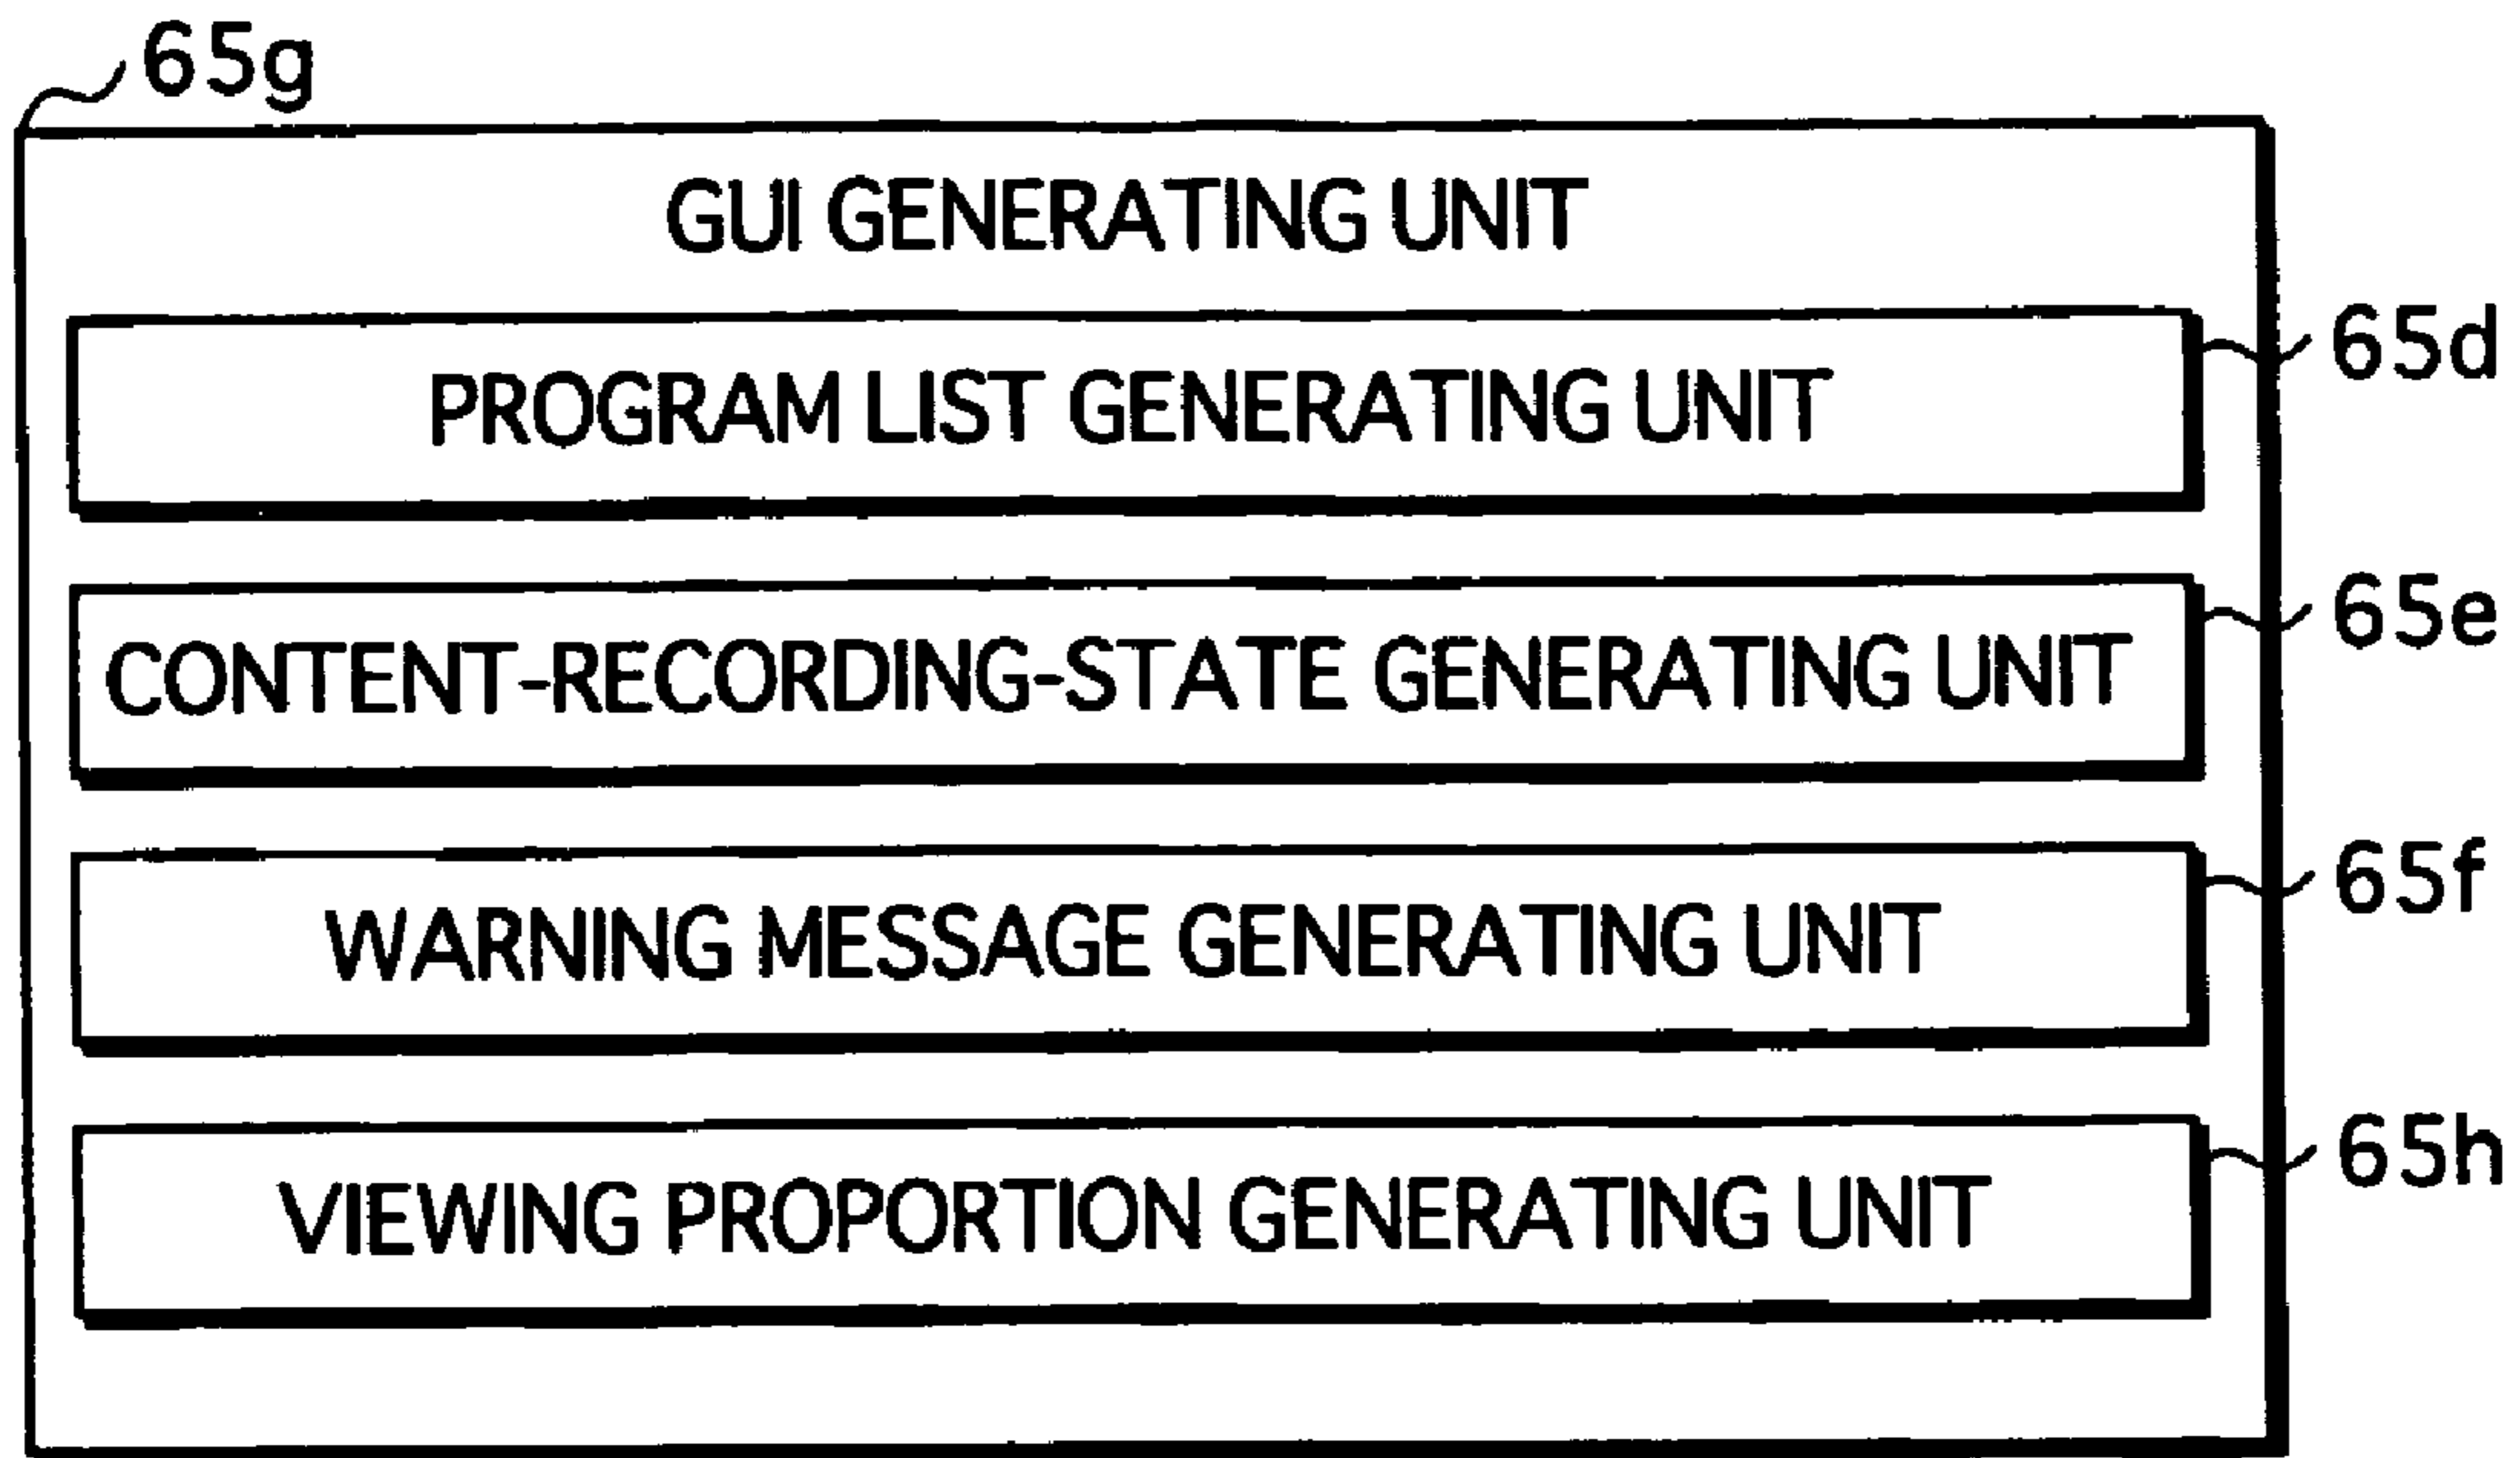 65g
GUI GENERATING UNIT
PROGRAM LIST GENERATING UNIT
65d
CONTENT-RECORDING-STATE GENERATING UNIT
65e
WARNING MESSAGE GENERATING UNIT
65f
VIEWING PROPORTION GENERATING UNIT
65h